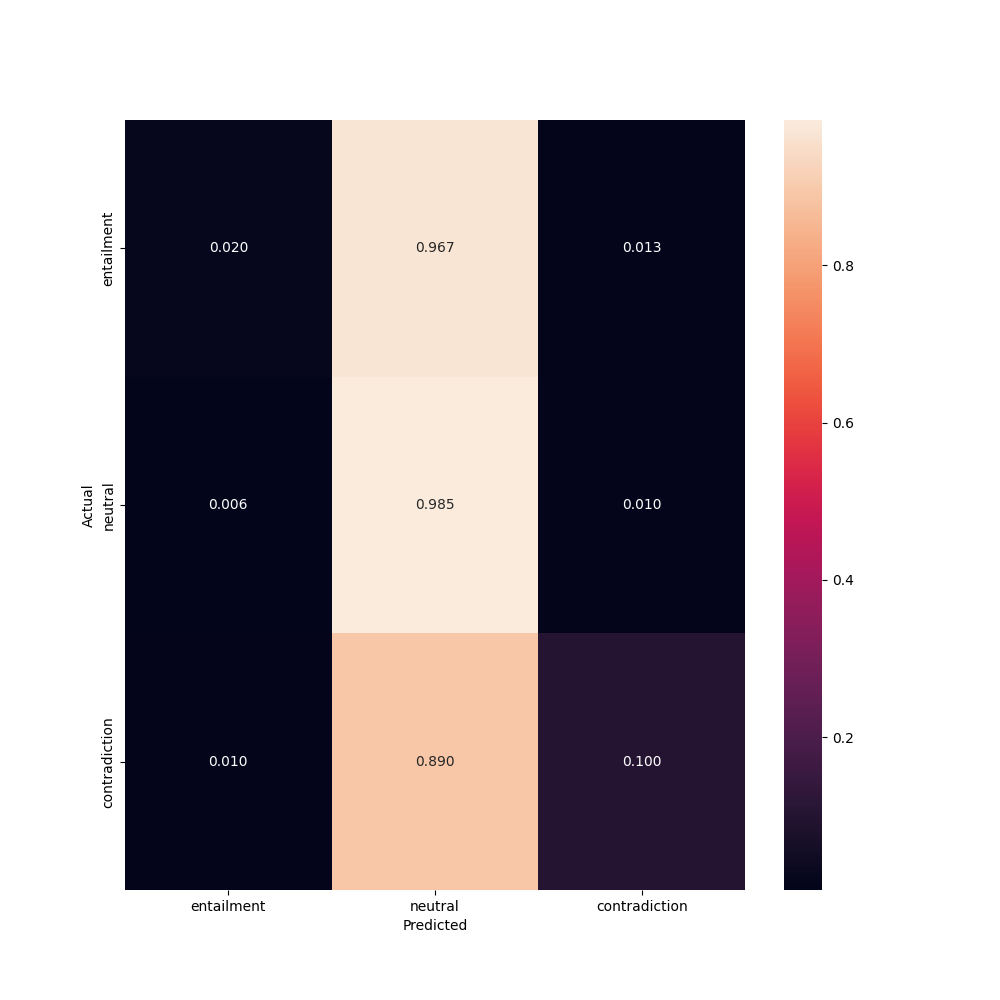 entailment
0.020 0.967 0.013
0.8
0.6
Actual
neutral
0.006 0.985 0.010
0.4
contradiction
0.010 0.890 0.100
0.2
entailment neutral contradiction
Predicted